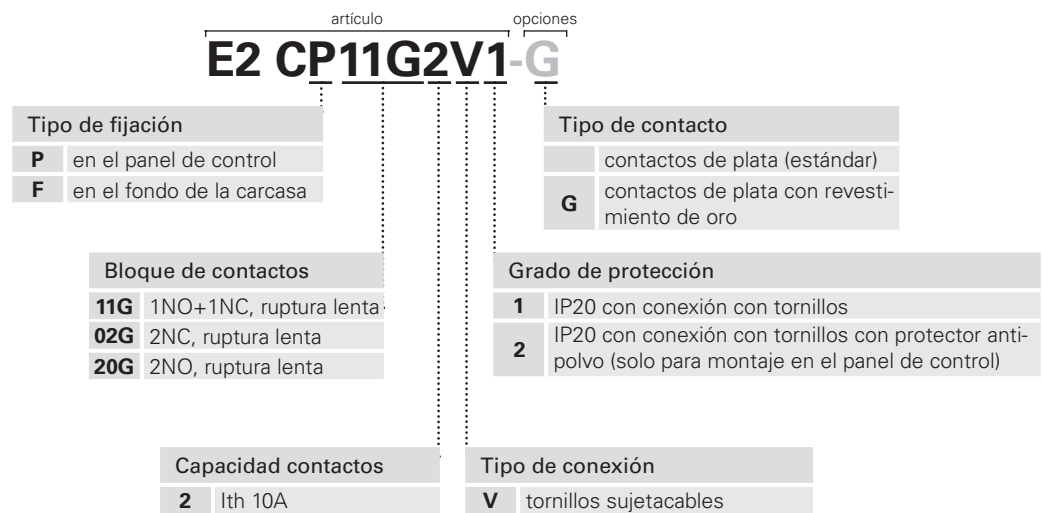 artículo opciones
E2 CP11G2V1-G
Tipo de fijación
P en el panel de control
F en el fondo de la carcasa
Tipo de contacto
contactos de plata (estándar)
G contactos de plata con revesti-
miento de oro
Bloque de contactos
11G 1NO+1NC, ruptura lenta
02G 2NC, ruptura lenta
20G 2NO, ruptura lenta
Grado de protección
1 IP20 con conexión con tornillos
2 IP20 con conexión con tornillos con protector anti-
polvo (solo para montaje en el panel de control)
Capacidad contactos
2 Ith 10A
Tipo de conexión
V tornillos sujetacables